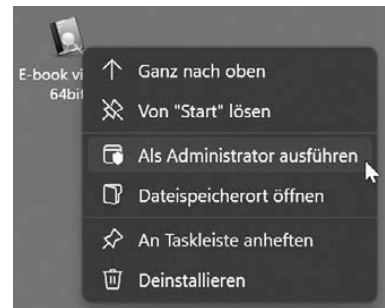 E-book vi
64bit
Ganz nach oben
Von "Start" lösen
Als Administrator ausführen
Dateispeicherort öffnen
An Taskleiste anheften
Deinstallieren